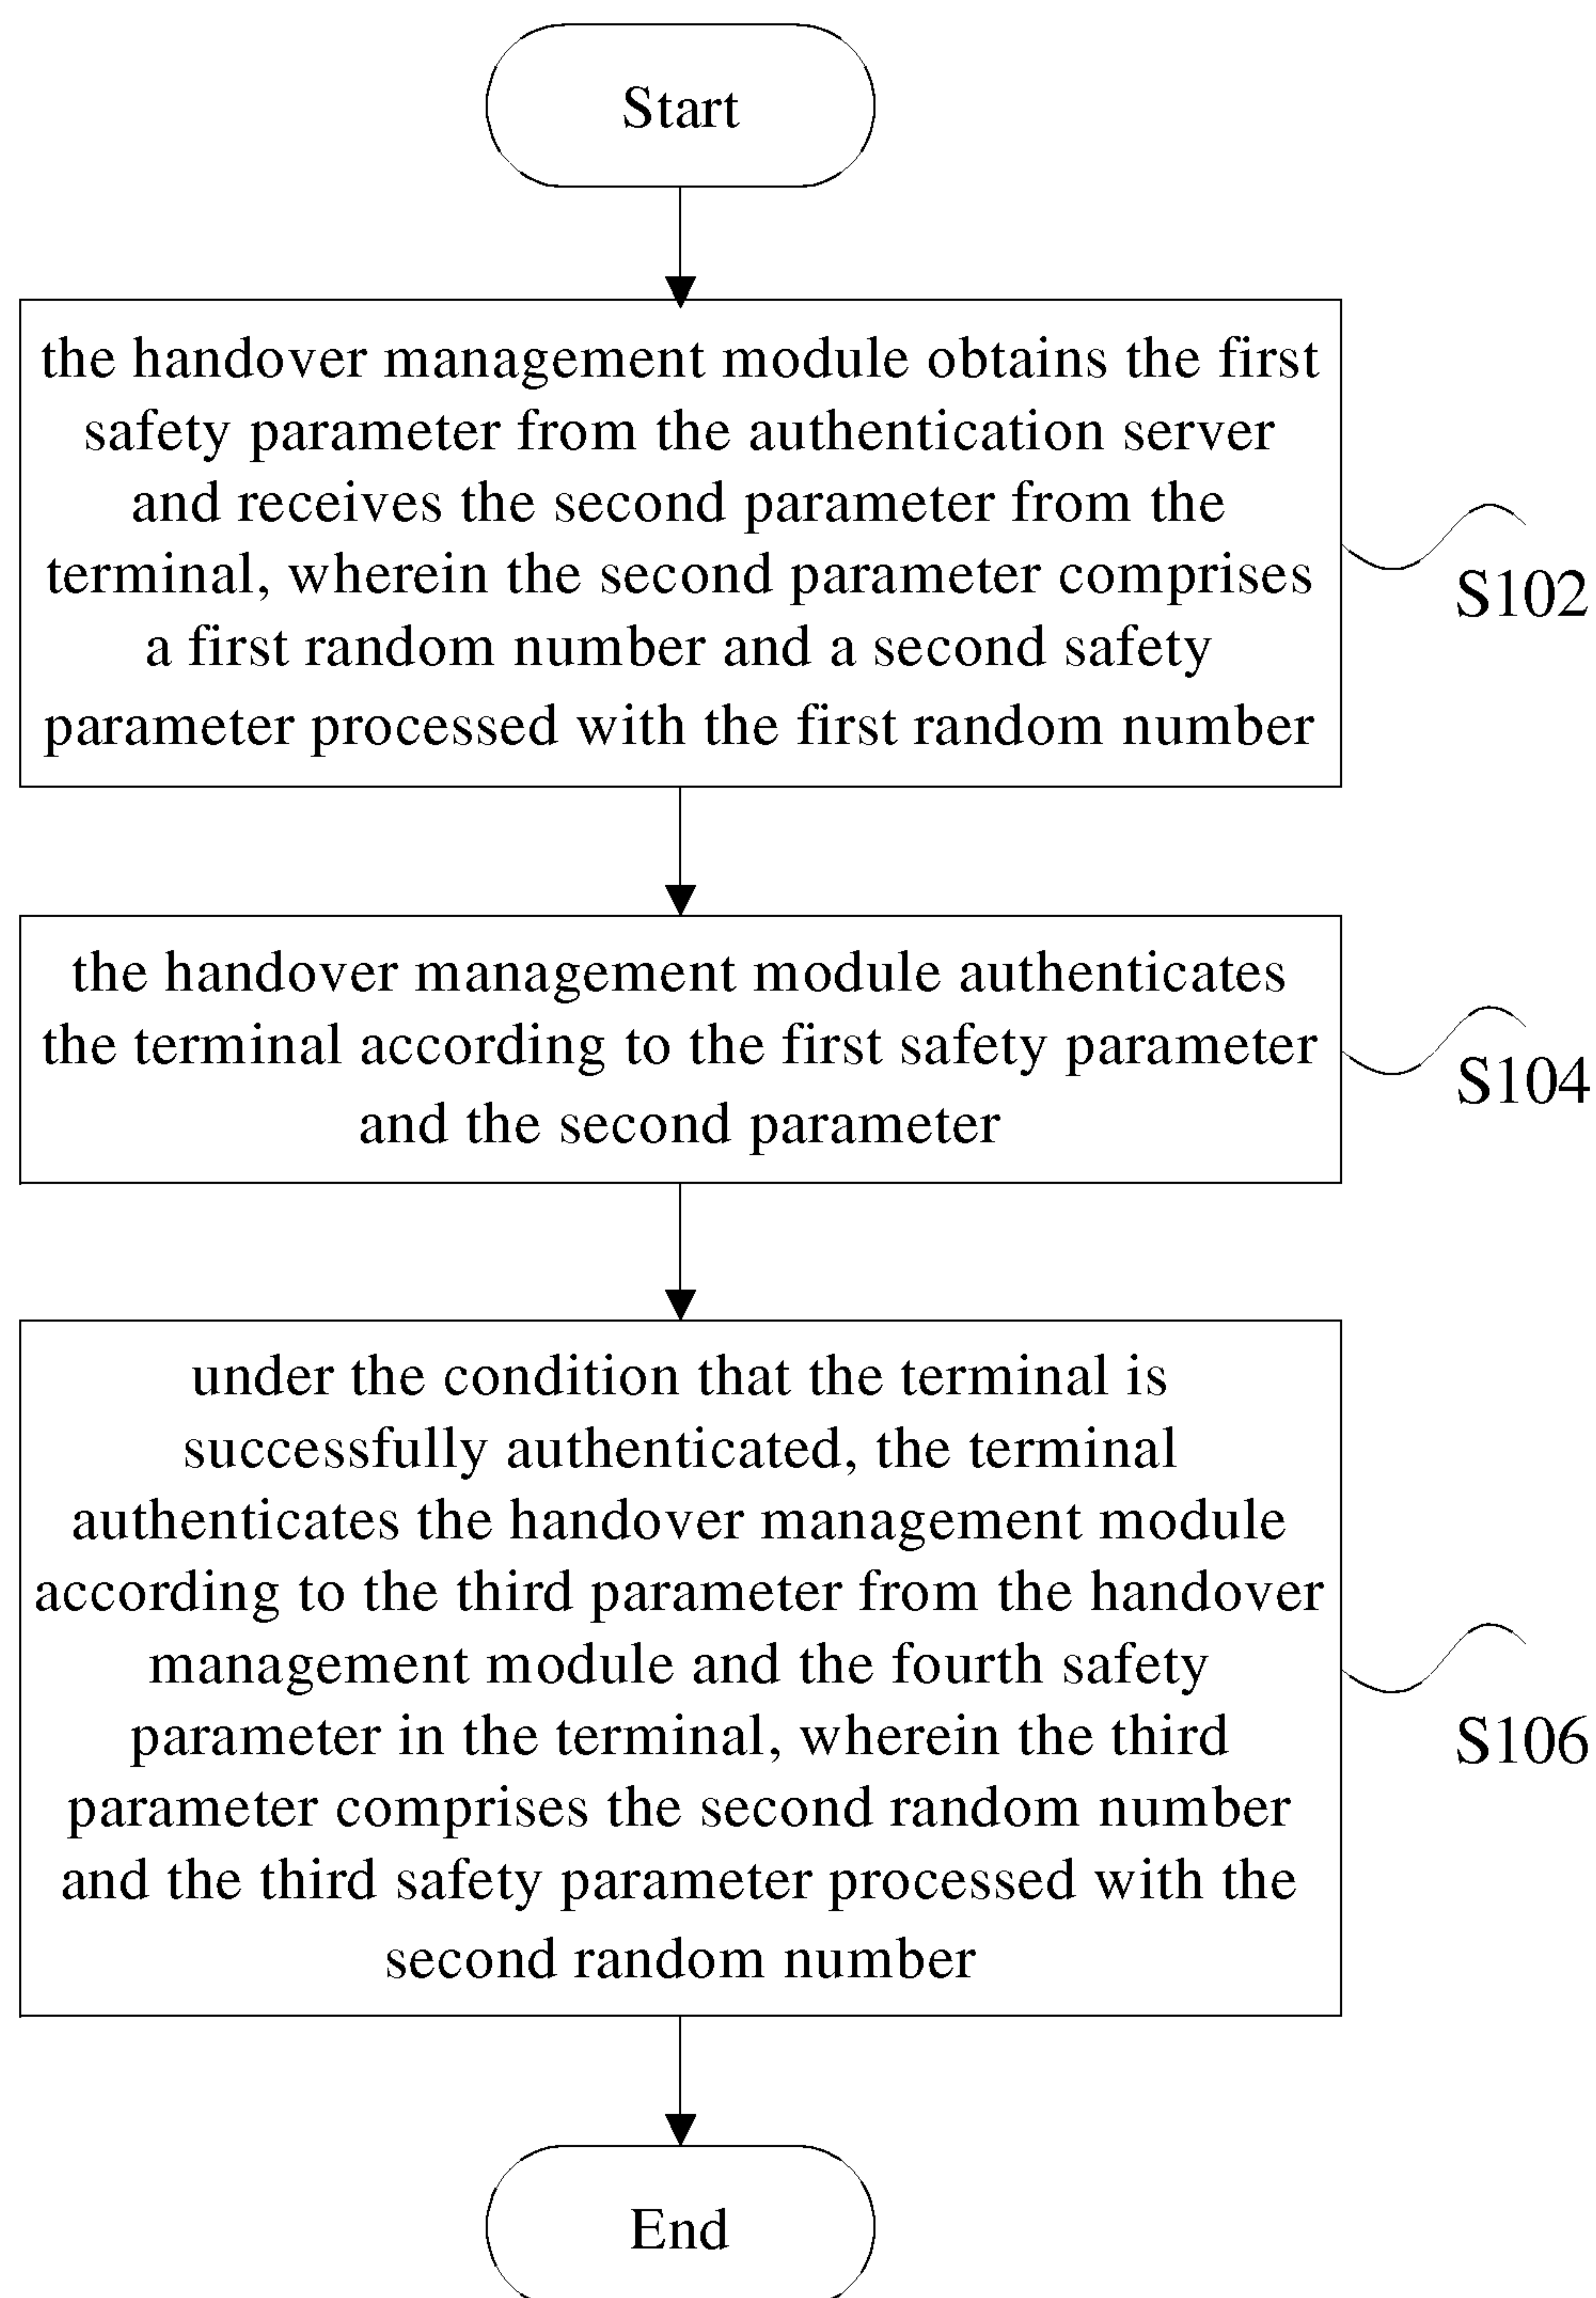 Start
the handover management module obtains the first
safety parameter from the authentication server
and receives the second parameter from the
terminal, wherein the second parameter comprises
a first random number and a second safety
parameter processed with the first random number
S102
the handover management module authenticates
the terminal according to the first safety parameter
and the second parameter
S104
under the condition that the terminal is
successfully authenticated, the terminal
authenticates the handover management module
according to the third parameter from the handover
management module and the fourth safety
parameter in the terminal, wherein the third
parameter comprises the second random number
and the third safety parameter processed with the
second random number
S106
End